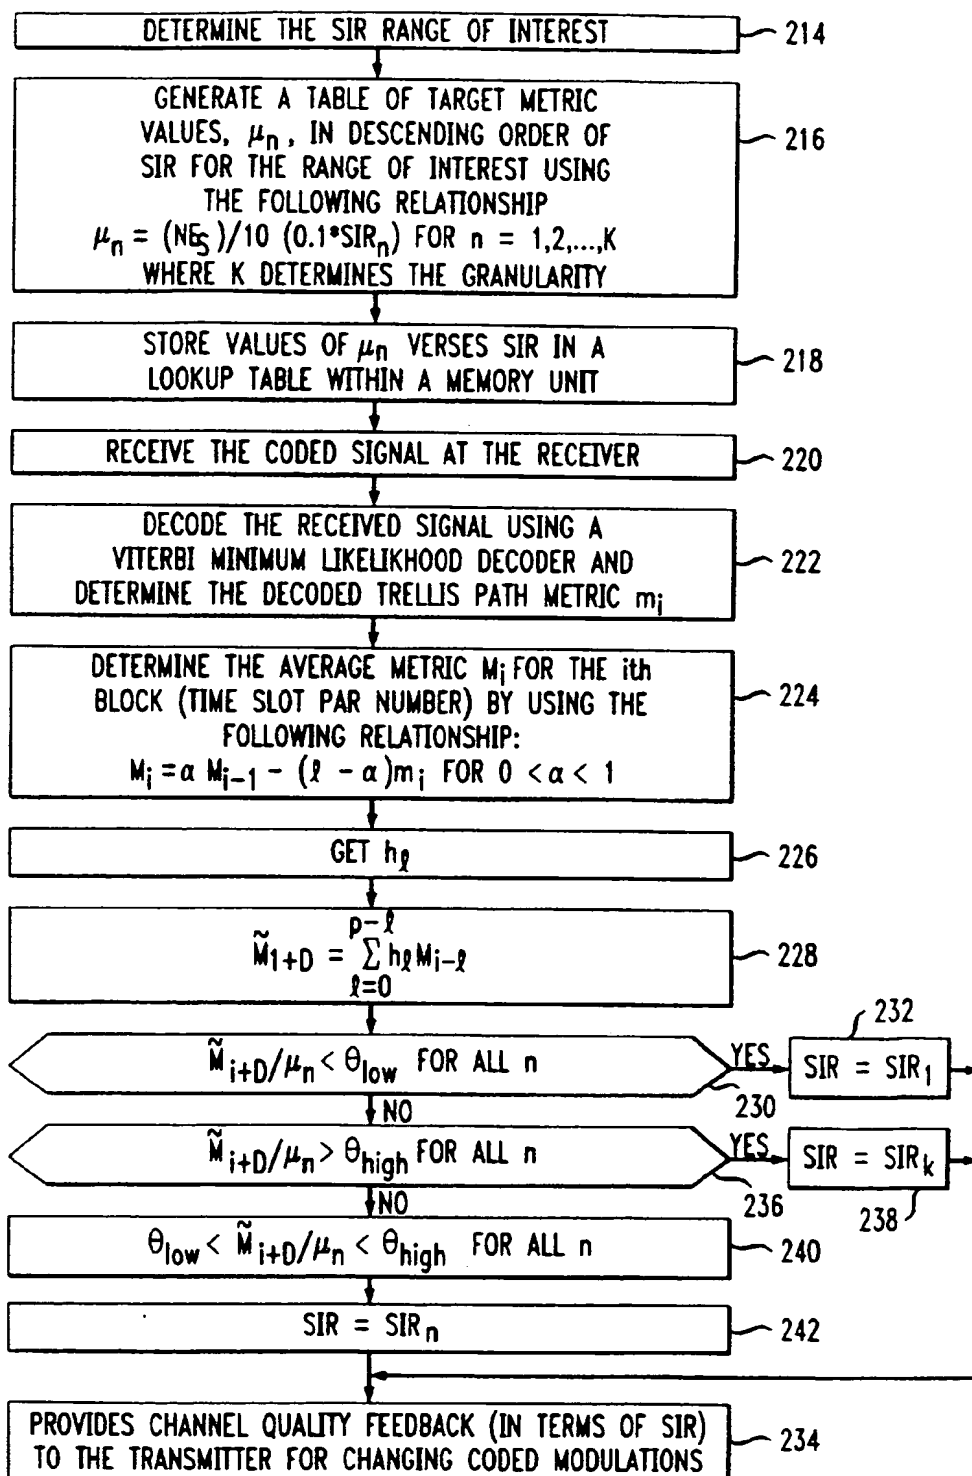 DETERMINE THE SIR RANGE OF INTEREST
214
GENERATE A TABLE OF TARGET METRIC
VALUES, μn, IN DESCENDING ORDER OF
SIR FOR THE RANGE OF INTEREST USING
THE FOLLOWING RELATIONSHIP
μn = (NES)/10 (0.1*SIRn) FOR n = 1,2,...,K
WHERE K DETERMINES THE GRANULARITY
216
STORE VALUES OF μn VERSES SIR IN A
LOOKUP TABLE WITHIN A MEMORY UNIT
218
RECEIVE THE CODED SIGNAL AT THE RECEIVER
220
DECODE THE RECEIVED SIGNAL USING A
VITERBI MINIMUM LIKELIKHOOD DECODER AND
DETERMINE THE DECODED TRELLIS PATH METRIC mi
222
DETERMINE THE AVERAGE METRIC Mi FOR THE ith
BLOCK (TIME SLOT PAR NUMBER) BY USING THE
FOLLOWING RELATIONSHIP:
Mi = α Mi-1 - (ℓ - α)mi FOR 0 < α < 1
224
GET hℓ
226
p-ℓ
M̃1+D = Σ hℓMi-ℓ
ℓ=0
228
M̃i+D/μn < θlow FOR ALL n
YES
230
232
SIR = SIR1
NO
M̃i+D/μn > θhigh FOR ALL n
YES
236
SIR = SIRk
238
NO
θlow < M̃i+D/μn < θhigh FOR ALL n
240
SIR = SIRn
242
PROVIDES CHANNEL QUALITY FEEDBACK (IN TERMS OF SIR)
TO THE TRANSMITTER FOR CHANGING CODED MODULATIONS
234